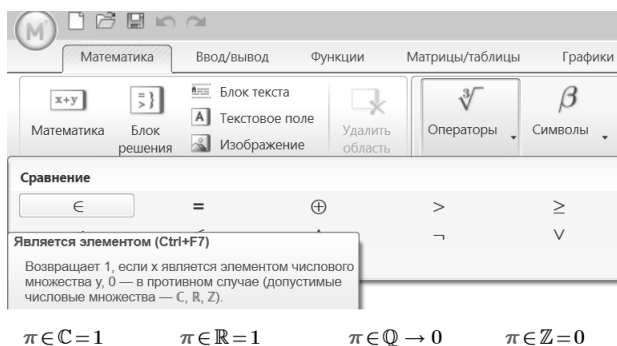 M
Математика Ввод/вывод Функции Матрицы/таблицы Графики
x+y
Математика
Блок решения
Блок текста
A Текстовое поле
Изображение
Удалить область
∛ Операторы
β Символы
Сравнение
∈ = ⊕ > ≥
¬ ∨
Является элементом (Ctrl+F7)
Возвращает 1, если x является элементом числового
множества y, 0 — в противном случае (допустимые
числовые множества — ℂ, ℝ, ℤ).
π∈ℂ=1 π∈ℝ=1 π∈ℚ → 0 π∈ℤ=0